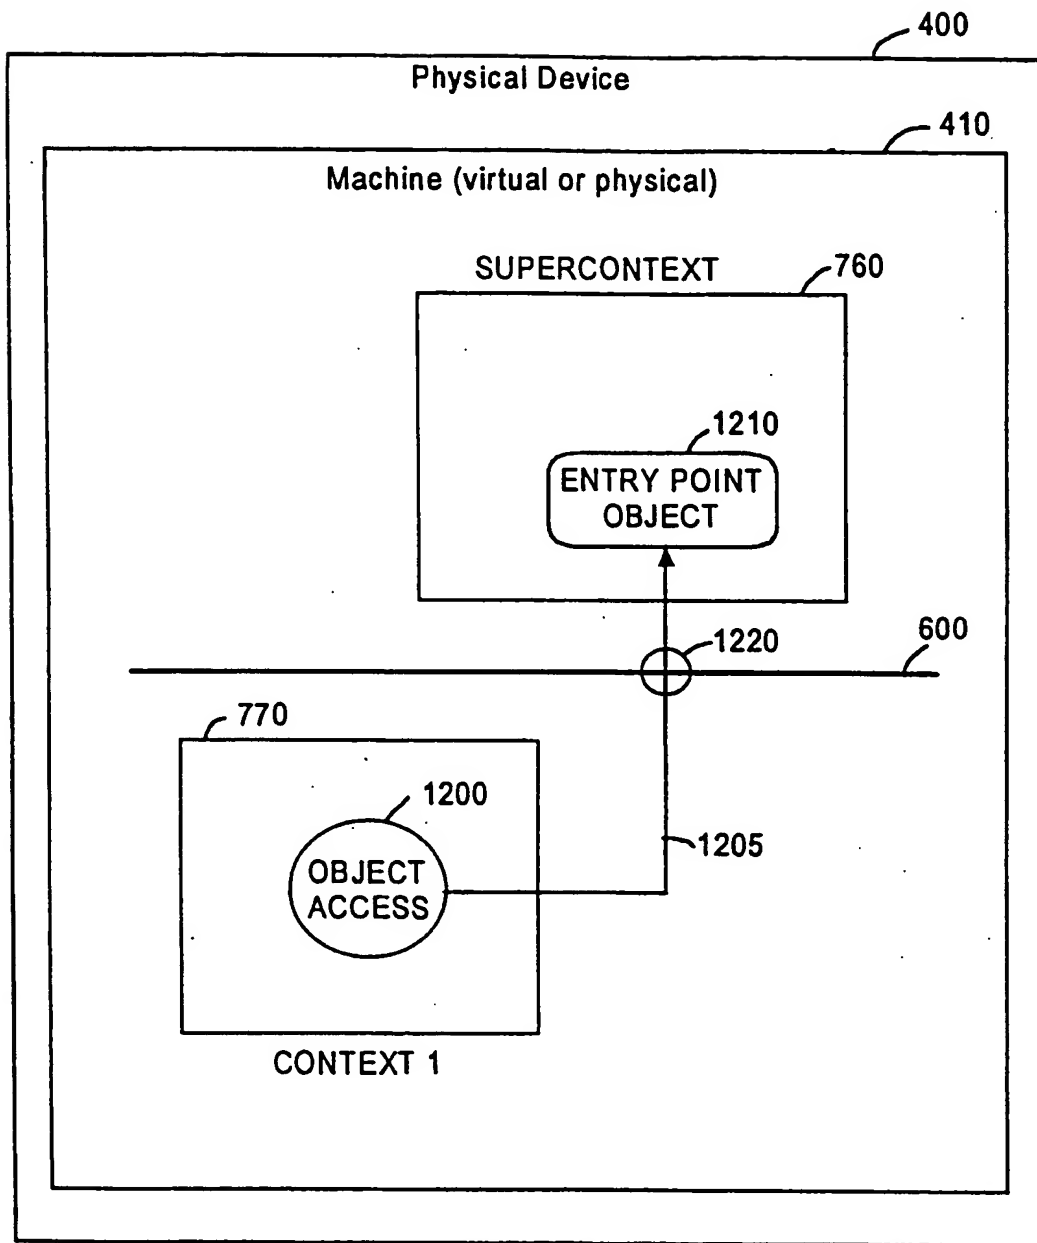 400
Physical Device
410
Machine (virtual or physical)
SUPERCONTEXT
760
1210
ENTRY POINT
OBJECT
1220
600
770
1200
OBJECT
ACCESS
1205
CONTEXT 1